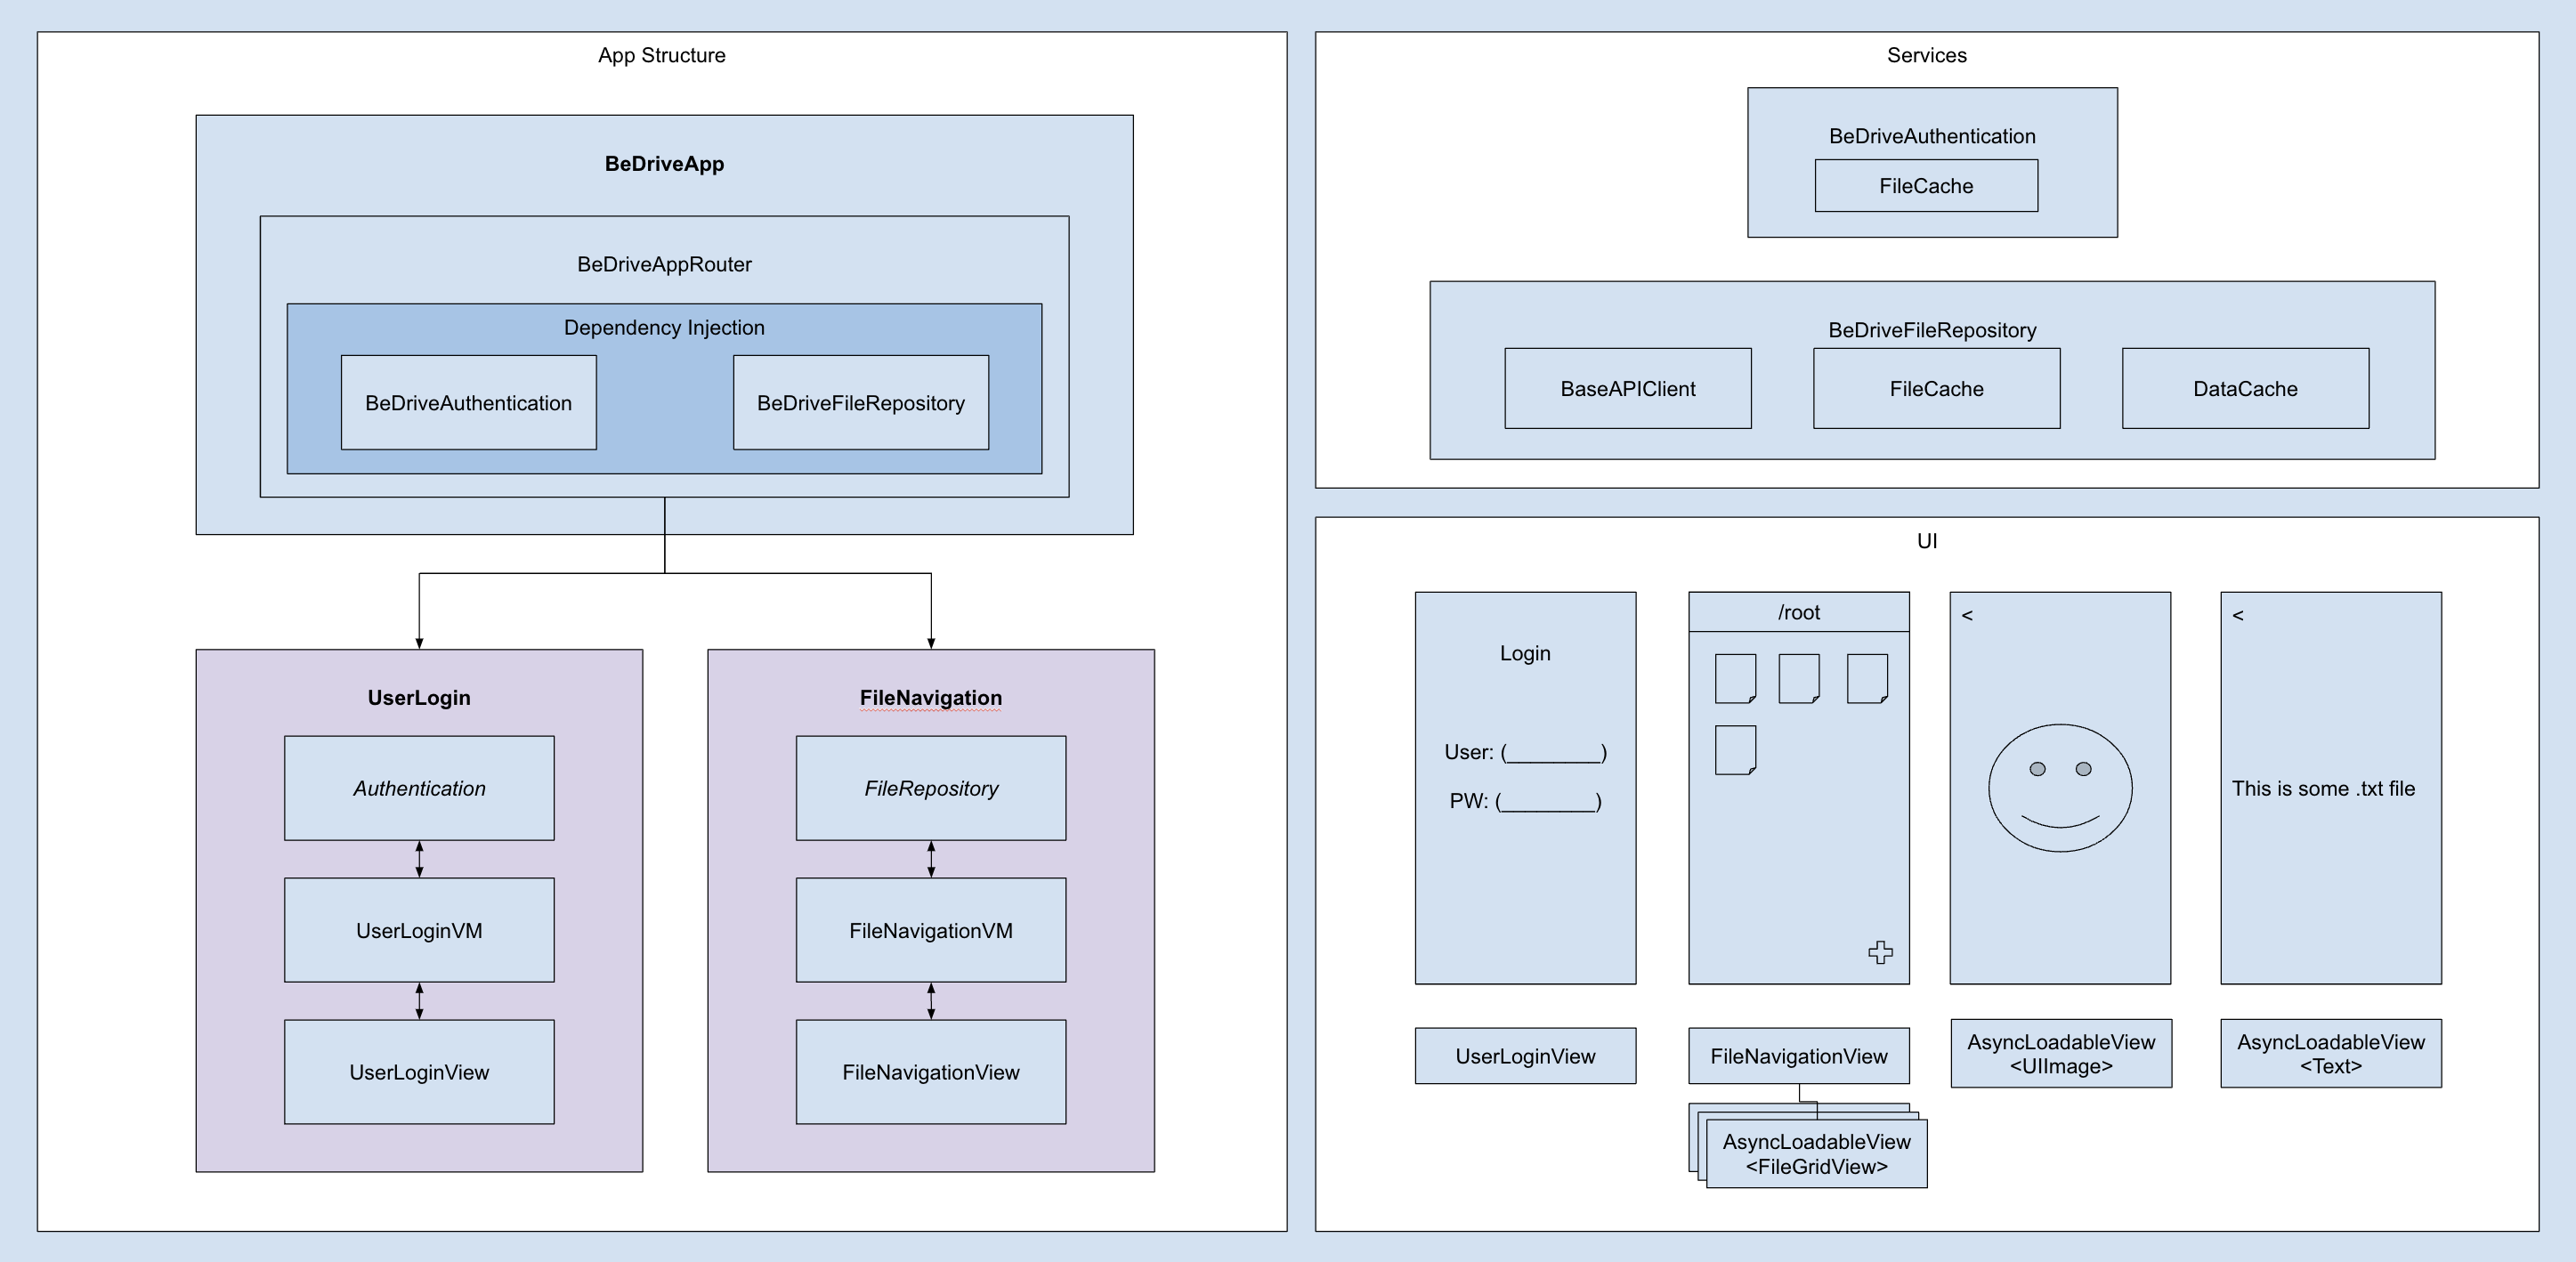 App Structure
BeDriveApp
BeDriveAppRouter
Dependency Injection
BeDriveAuthentication
BeDriveFileRepository
UserLogin
Authentication
UserLoginVM
UserLoginView
FileNavigation
FileRepository
FileNavigationVM
FileNavigationView
Services
BeDriveAuthentication
FileCache
BeDriveFileRepository
BaseAPIClient
FileCache
DataCache
UI
Login
User: (________)
PW: (________)
/root
<
<
This is some .txt file
UserLoginView
FileNavigationView
AsyncLoadableView
<FileGridView>
AsyncLoadableView
<UIImage>
AsyncLoadableView
<Text>